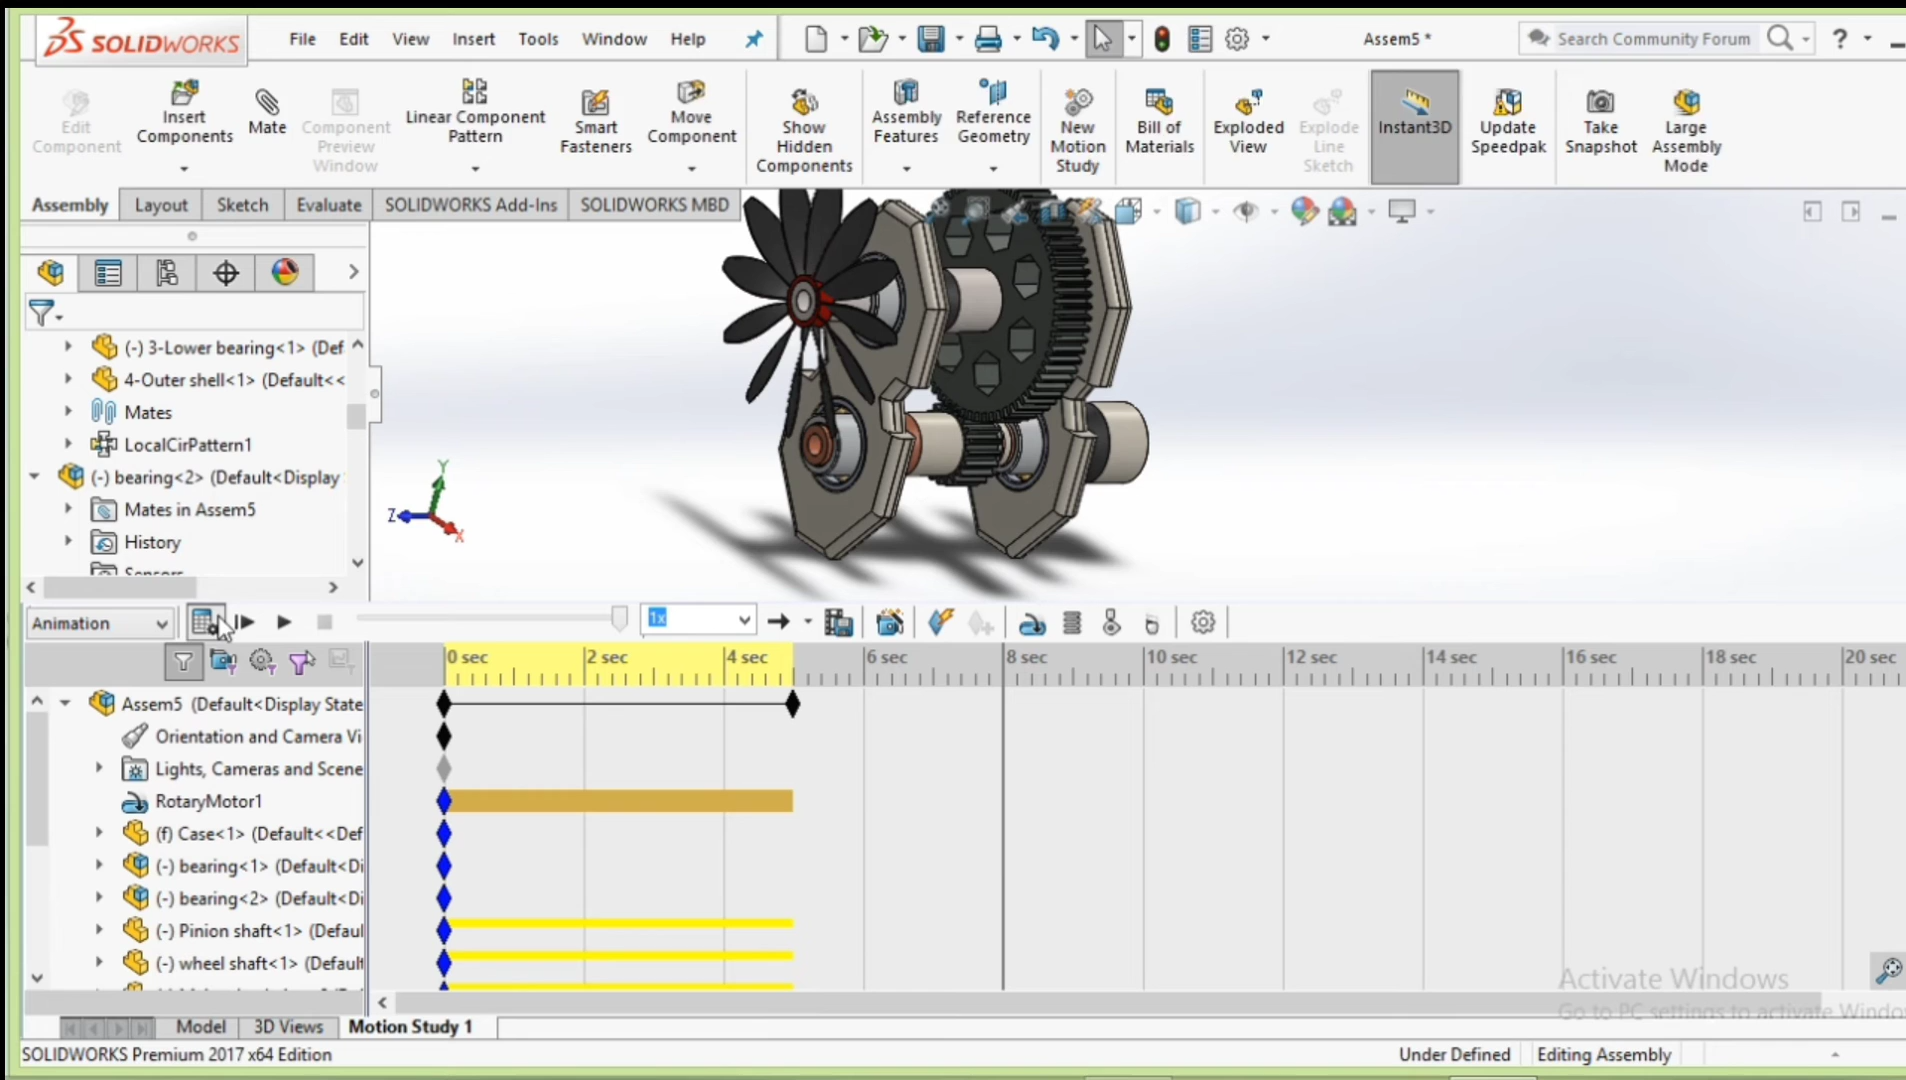 SOLIDWORKS
File Edit View Insert Tools Window Help
Assem5 *
Search Community Forum
?
Edit Component
Insert Components
Mate
Component Preview Window
Linear Component Pattern
Smart Fasteners
Move Component
Show Hidden Components
Assembly Features
Reference Geometry
New Motion Study
Bill of Materials
Exploded View
Explode Line Sketch
Instant3D
Update Speedpak
Take Snapshot
Large Assembly Mode
Assembly Layout Sketch Evaluate SOLIDWORKS Add-Ins SOLIDWORKS MBD
(-) 3-Lower bearing<1> (Def
4-Outer shell<1> (Default<<
Mates
LocalCirPattern1
(-) bearing<2> (Default<Display
Mates in Assem5
History
Sensors
Y
Z
X
Animation
1x
0 sec 2 sec 4 sec 6 sec 8 sec 10 sec 12 sec 14 sec 16 sec 18 sec 20 sec
Assem5 (Default<Display State
Orientation and Camera Vi
Lights, Cameras and Scene
RotaryMotor1
(f) Case<1> (Default<<Def
(-) bearing<1> (Default<Di
(-) bearing<2> (Default<Di
(-) Pinion shaft<1> (Defaul
(-) wheel shaft<1> (Default
Activate Windows
Go to PC settings to activate Windo
Model 3D Views Motion Study 1
SOLIDWORKS Premium 2017 x64 Edition
Under Defined Editing Assembly